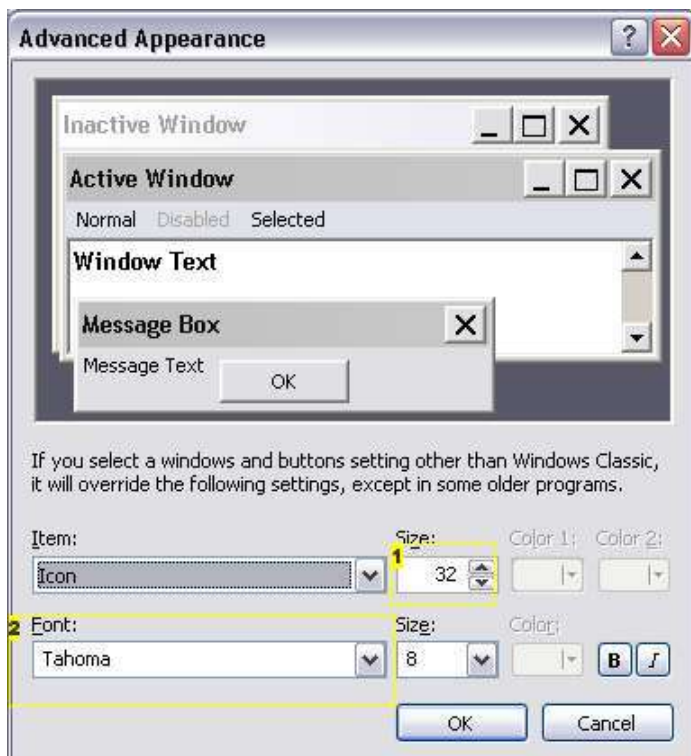 Advanced Appearance
Inactive Window
Active Window
Normal Disabled Selected
Window Text
Message Box
Message Text
OK
If you select a windows and buttons setting other than Windows Classic,
it will override the following settings, except in some older programs.
Item: Size: Color 1: Color 2:
1
Icon 32
2 Font: Size: Color:
Tahoma 8 B I
OK Cancel